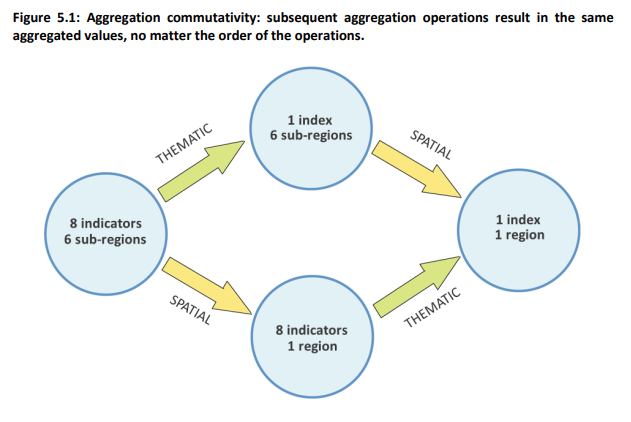 Figure 5.1: Aggregation commutativity: subsequent aggregation operations result in the same
aggregated values, no matter the order of the operations.
1 index
6 sub-regions
THEMATIC
SPATIAL
8 indicators
6 sub-regions
1 index
1 region
SPATIAL
8 indicators
1 region
THEMATIC